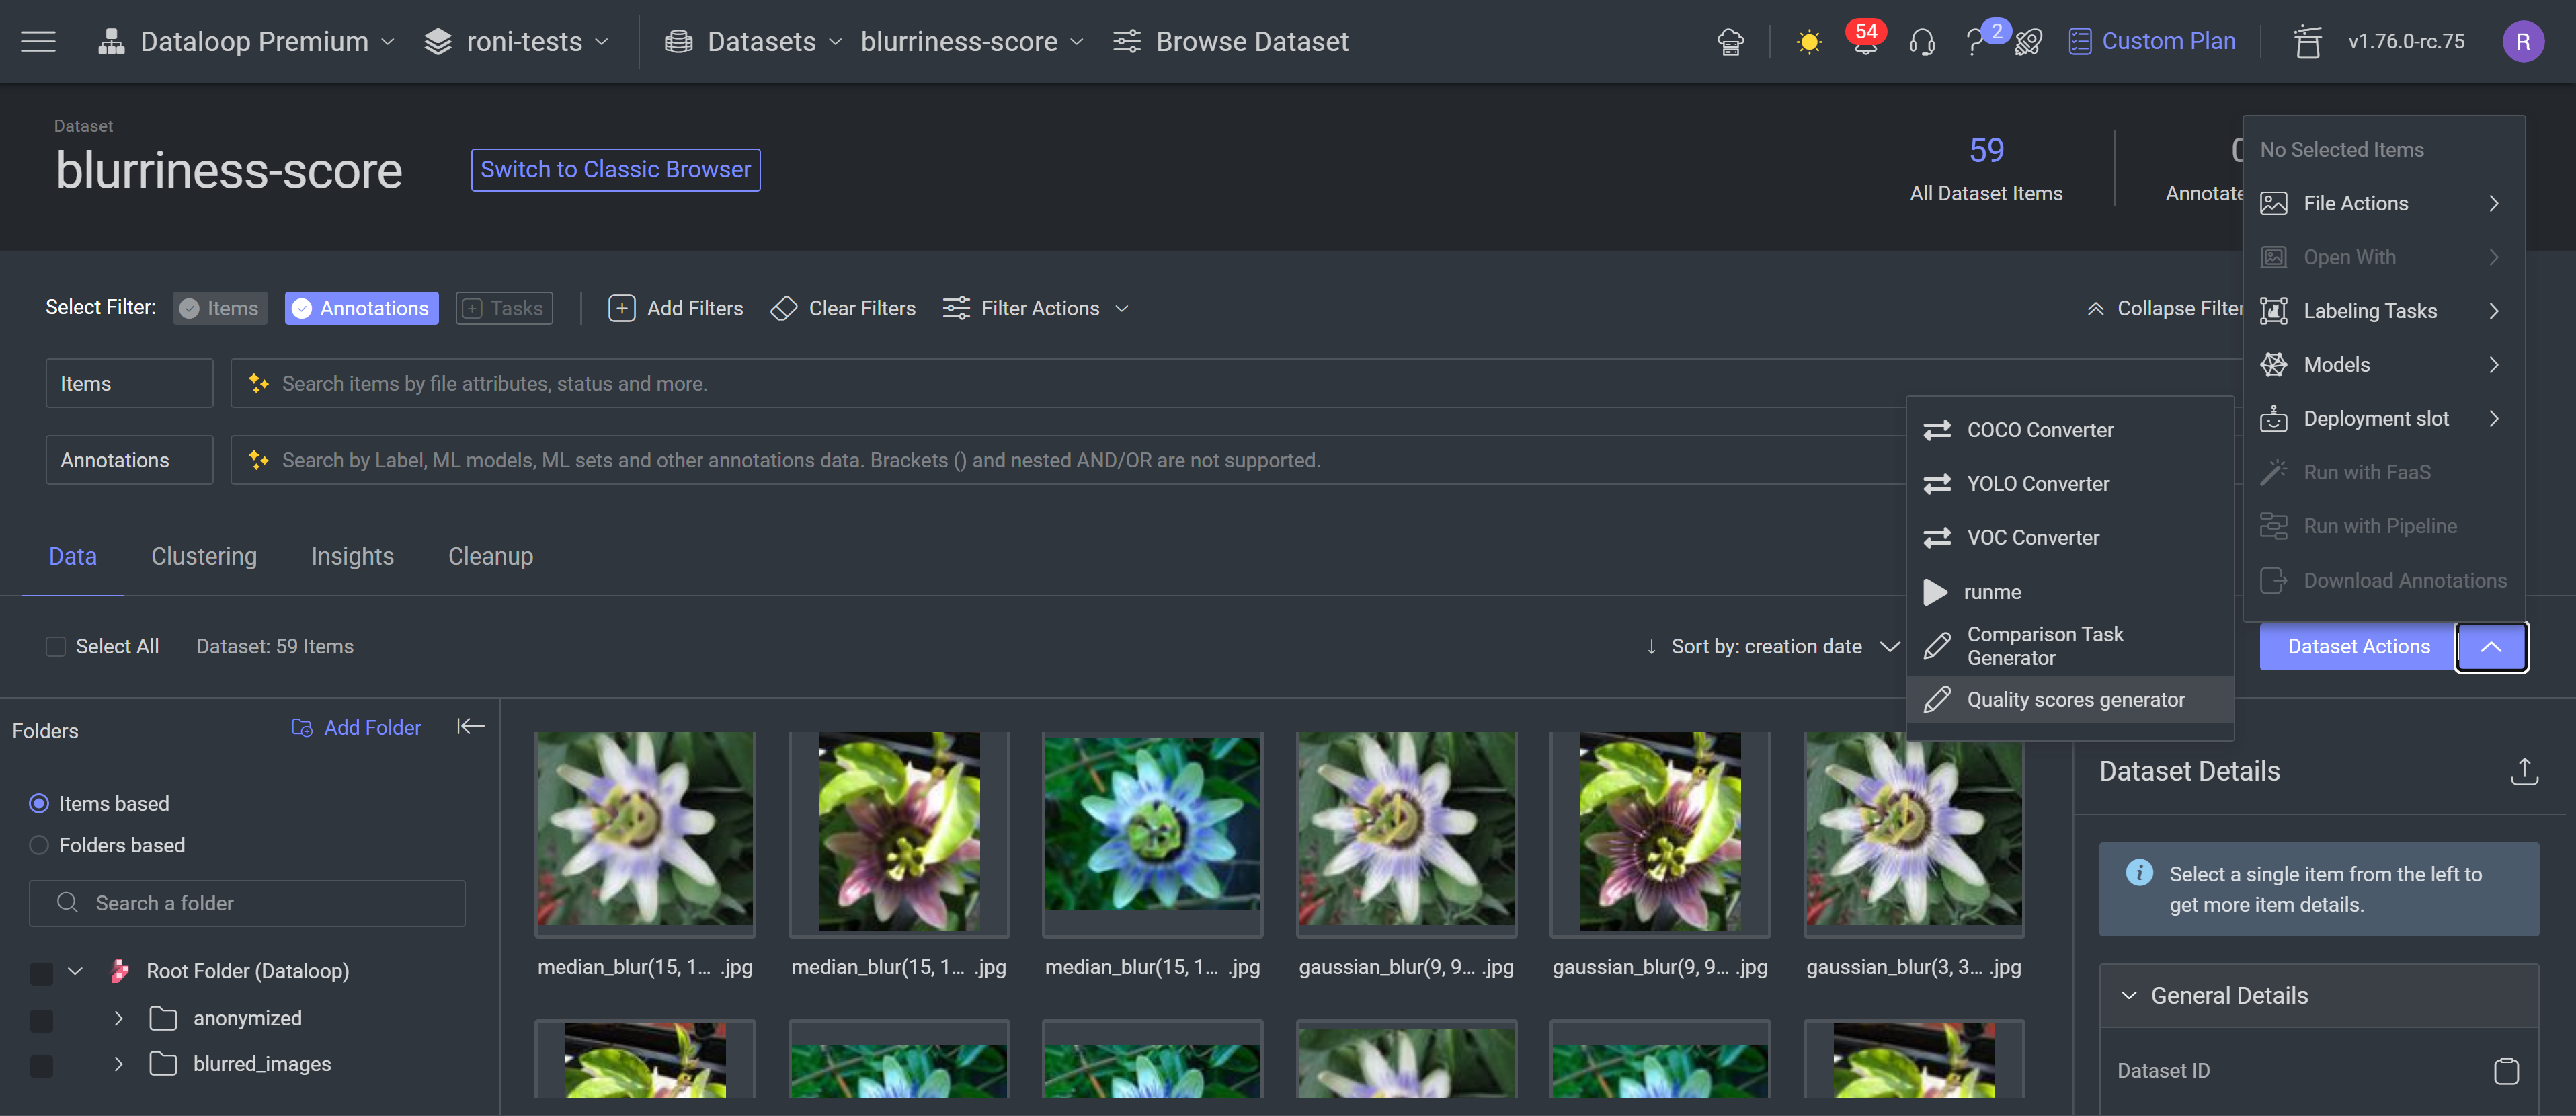 Dataloop Premium
roni-tests
Datasets
blurriness-score
Browse Dataset
54
2
Custom Plan
v1.76.0-rc.75
R
Dataset
blurriness-score
Switch to Classic Browser
59
All Dataset Items
Annotate
No Selected Items
File Actions
Open With
Labeling Tasks
Models
Deployment slot
Run with FaaS
Run with Pipeline
Download Annotations
Select Filter:
Items
Annotations
Tasks
Add Filters
Clear Filters
Filter Actions
Collapse Filter
Items
Search items by file attributes, status and more.
Annotations
Search by Label, ML models, ML sets and other annotations data. Brackets () and nested AND/OR are not supported.
COCO Converter
YOLO Converter
VOC Converter
runme
Comparison Task
Generator
Quality scores generator
Data
Clustering
Insights
Cleanup
Select All
Dataset: 59 Items
Sort by: creation date
Dataset Actions
Folders
Add Folder
Items based
Folders based
Search a folder
Root Folder (Dataloop)
anonymized
blurred_images
median_blur(15, 1... .jpg
median_blur(15, 1... .jpg
median_blur(15, 1... .jpg
gaussian_blur(9, 9... .jpg
gaussian_blur(9, 9... .jpg
gaussian_blur(3, 3... .jpg
Dataset Details
Select a single item from the left to
get more item details.
General Details
Dataset ID